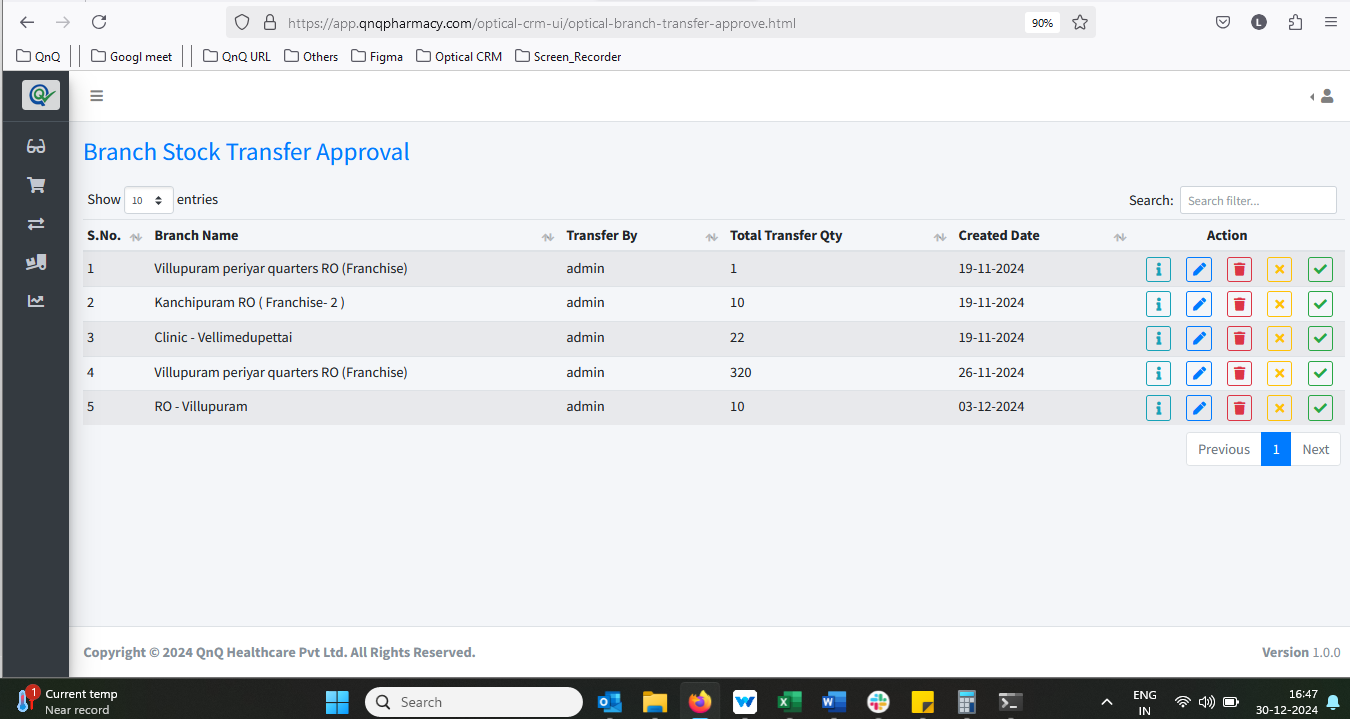 https://app.qnqpharmacy.com/optical-crm-ui/optical-branch-transfer-approve.html 90% L
QnQ Googl meet QnQ URL Others Figma Optical CRM Screen_Recorder
Branch Stock Transfer Approval
Show 10 entries Search: Search filter...
S.No. Branch Name Transfer By Total Transfer Qty Created Date Action
1 Villupuram periyar quarters RO (Franchise) admin 1 19-11-2024
2 Kanchipuram RO ( Franchise- 2 ) admin 10 19-11-2024
3 Clinic - Vellimedupettai admin 22 19-11-2024
4 Villupuram periyar quarters RO (Franchise) admin 320 26-11-2024
5 RO - Villupuram admin 10 03-12-2024
Previous 1 Next
Copyright © 2024 QnQ Healthcare Pvt Ltd. All Rights Reserved. Version 1.0.0
1 Current temp
Near record
Search
ENG
IN
16:47
30-12-2024